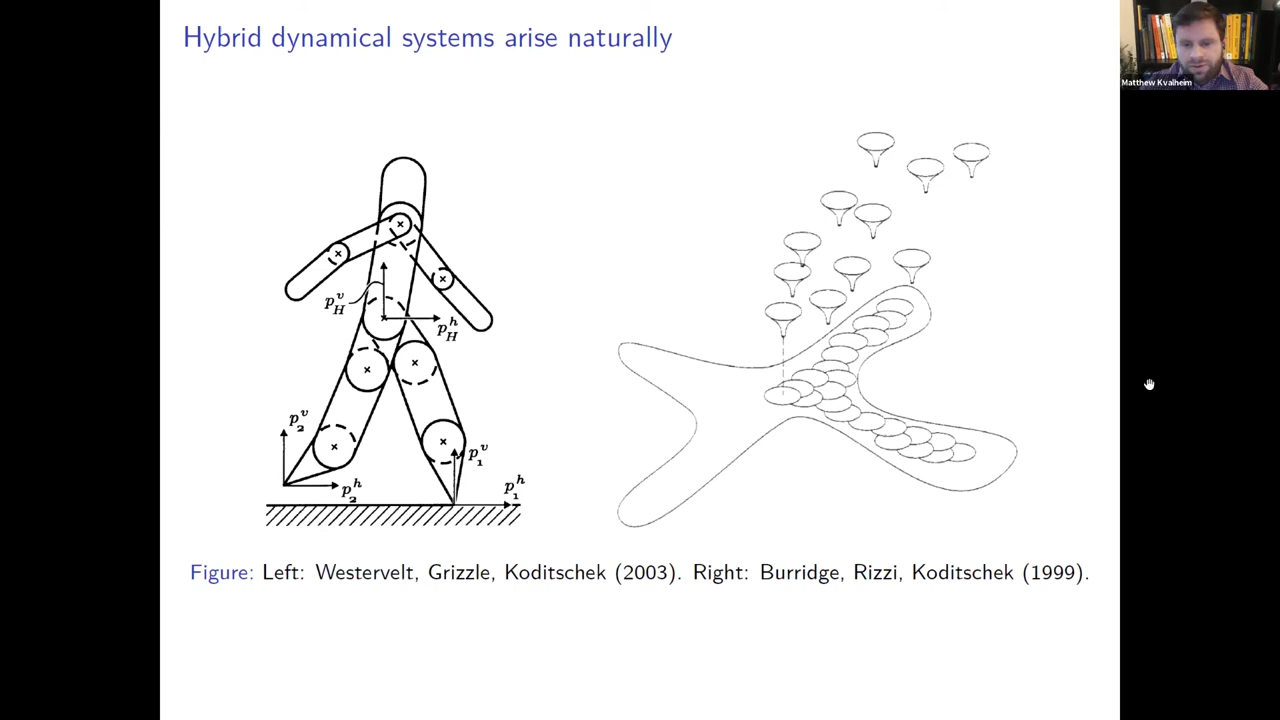 Hybrid dynamical systems arise naturally
Matthew Kvalheim
p_H^v
p_H^h
p_2^v
p_2^h
p_1^v
p_1^h
Figure: Left: Westervelt, Grizzle, Koditschek (2003). Right: Burridge, Rizzi, Koditschek (1999).